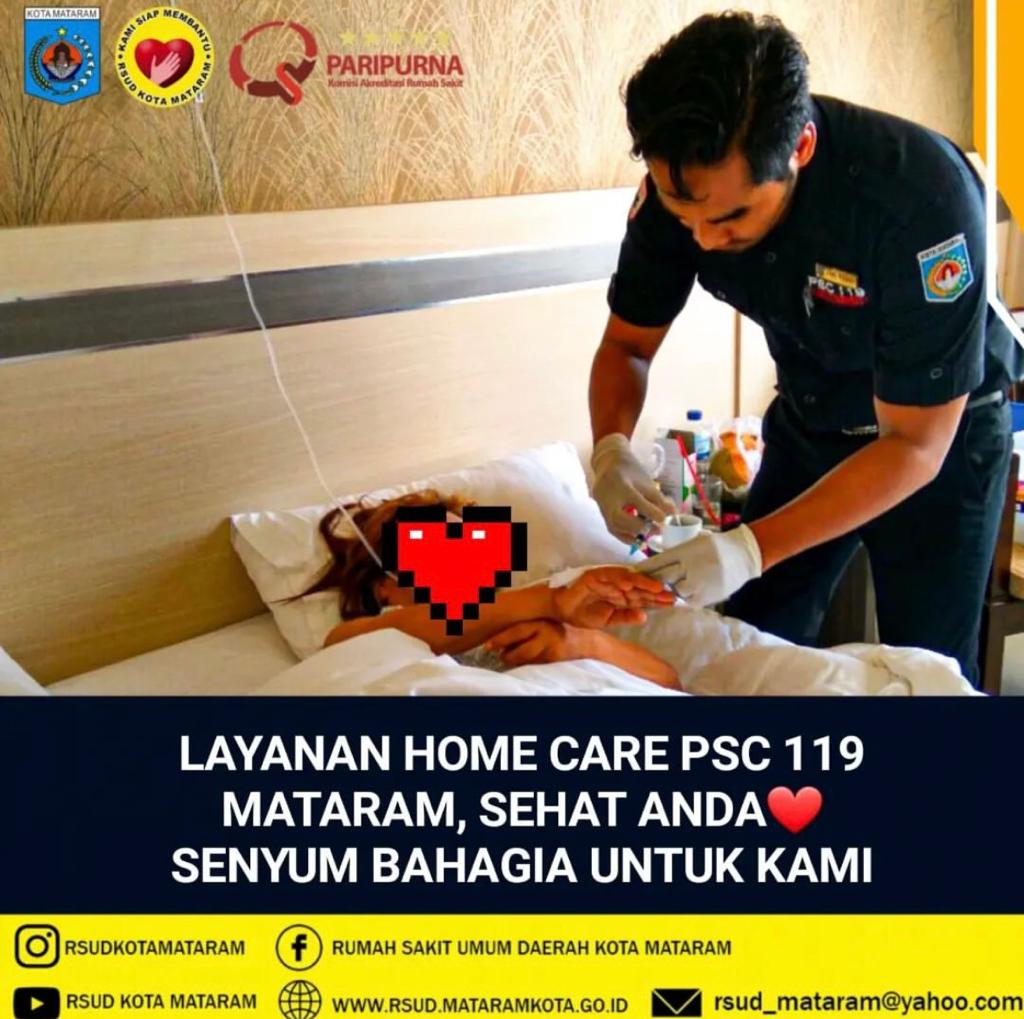 KOTA MATARAM
KAMI SIAP MEMBANTU
RSUD KOTA MATARAM
PARIPURNA
Komisi Akreditasi Rumah Sakit
PSC 119
LAYANAN HOME CARE PSC 119
MATARAM, SEHAT ANDA❤️
SENYUM BAHAGIA UNTUK KAMI
RSUDKOTAMATARAM
RUMAH SAKIT UMUM DAERAH KOTA MATARAM
RSUD KOTA MATARAM
WWW.RSUD.MATARAMKOTA.GO.ID
rsud_mataram@yahoo.com